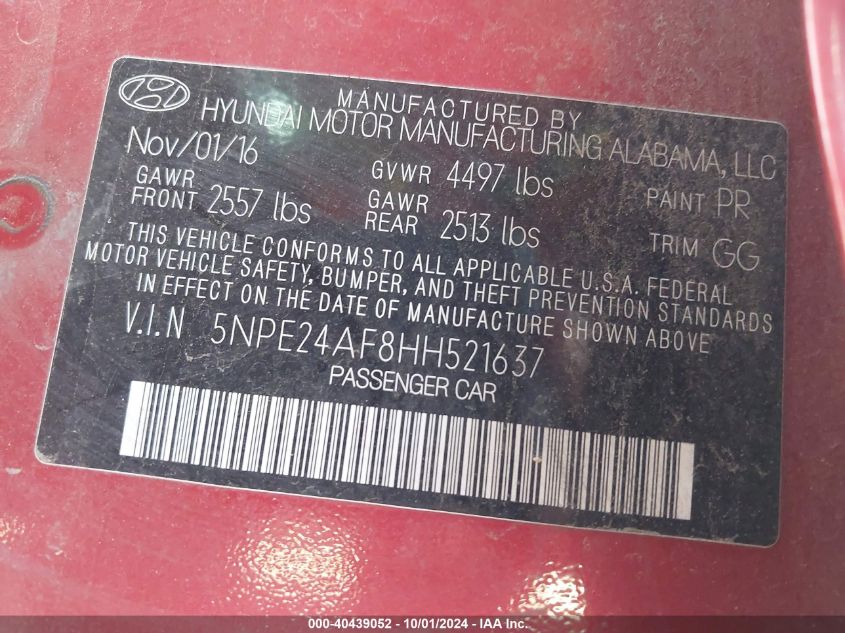 MANUFACTURED BY
HYUNDAI MOTOR MANUFACTURING ALABAMA, LLC
Nov/01/16 GVWR 4497 lbs PAINT PR
GAWR FRONT 2557 lbs GAWR REAR 2513 lbs TRIM GG
THIS VEHICLE CONFORMS TO ALL APPLICABLE U.S.A. FEDERAL
MOTOR VEHICLE SAFETY, BUMPER, AND THEFT PREVENTION STANDARDS
IN EFFECT ON THE DATE OF MANUFACTURE SHOWN ABOVE
V.I.N 5NPE24AF8HH521637
PASSENGER CAR
000-40439052 - 10/01/2024 - IAA Inc.